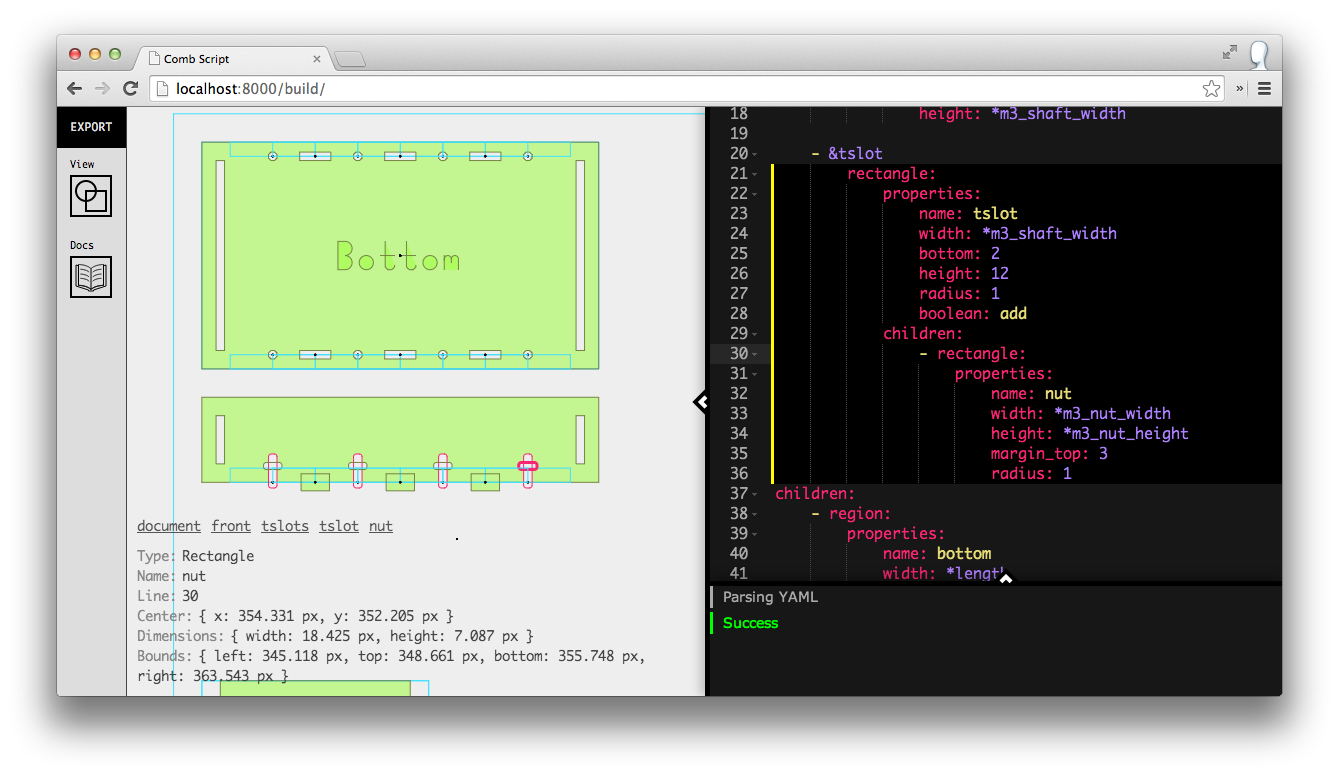 Comb Script
localhost:8000/build/
EXPORT
View
Docs
Bottom
document front tslots tslot nut
Type: Rectangle
Name: nut
Line: 30
Center: { x: 354.331 px, y: 352.205 px }
Dimensions: { width: 18.425 px, height: 7.087 px }
Bounds: { left: 345.118 px, top: 348.661 px, bottom: 355.748 px,
right: 363.543 px }
18 height: *m3_shaft_width
19
20 - &tslot
21 rectangle:
22 properties:
23 name: tslot
24 width: *m3_shaft_width
25 bottom: 2
26 height: 12
27 radius: 1
28 boolean: add
29 children:
30 - rectangle:
31 properties:
32 name: nut
33 width: *m3_nut_width
34 height: *m3_nut_height
35 margin_top: 3
36 radius: 1
37 children:
38 - region:
39 properties:
40 name: bottom
41 width: *length
Parsing YAML
Success